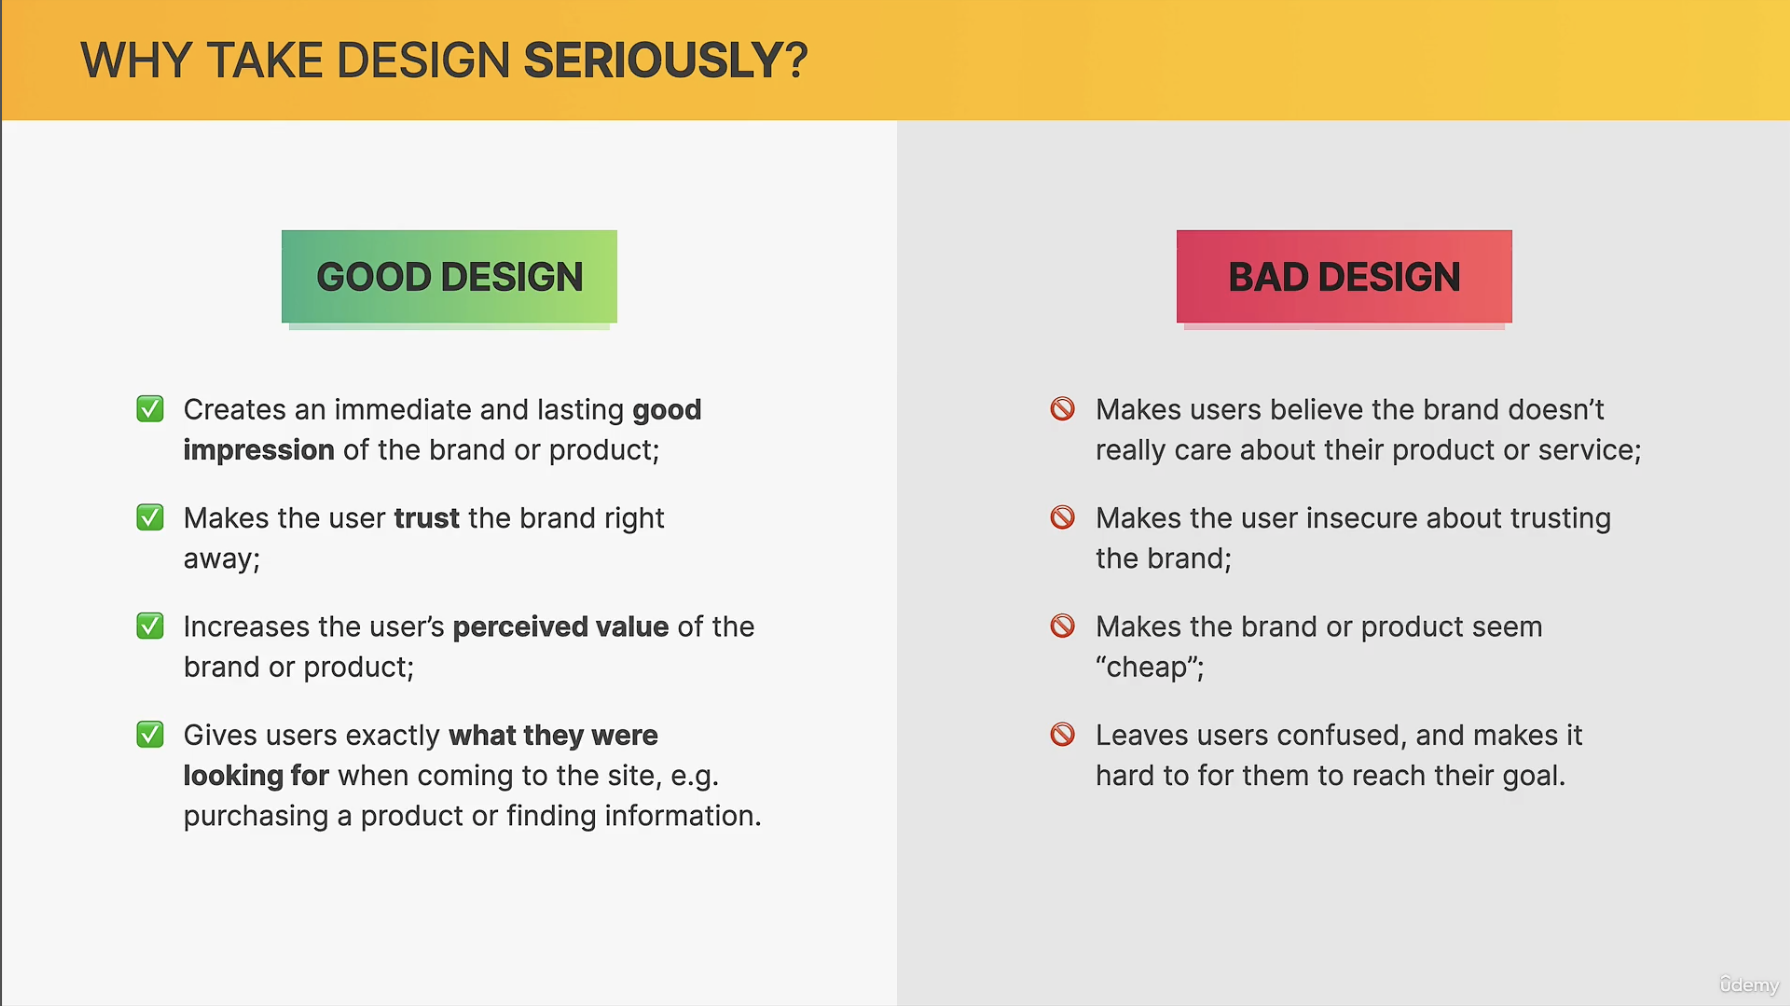 WHY TAKE DESIGN SERIOUSLY?
GOOD DESIGN
Creates an immediate and lasting good
impression of the brand or product;
Makes the user trust the brand right
away;
Increases the user’s perceived value of the
brand or product;
Gives users exactly what they were
looking for when coming to the site, e.g.
purchasing a product or finding information.
BAD DESIGN
Makes users believe the brand doesn’t
really care about their product or service;
Makes the user insecure about trusting
the brand;
Makes the brand or product seem
“cheap”;
Leaves users confused, and makes it
hard to for them to reach their goal.
udemy